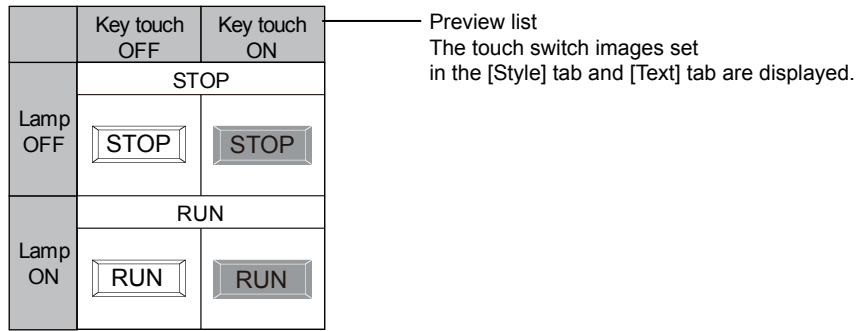 Key touch OFF
Key touch ON
Preview list
The touch switch images set
in the [Style] tab and [Text] tab are displayed.
Lamp OFF
STOP
STOP
STOP
Lamp ON
RUN
RUN
RUN